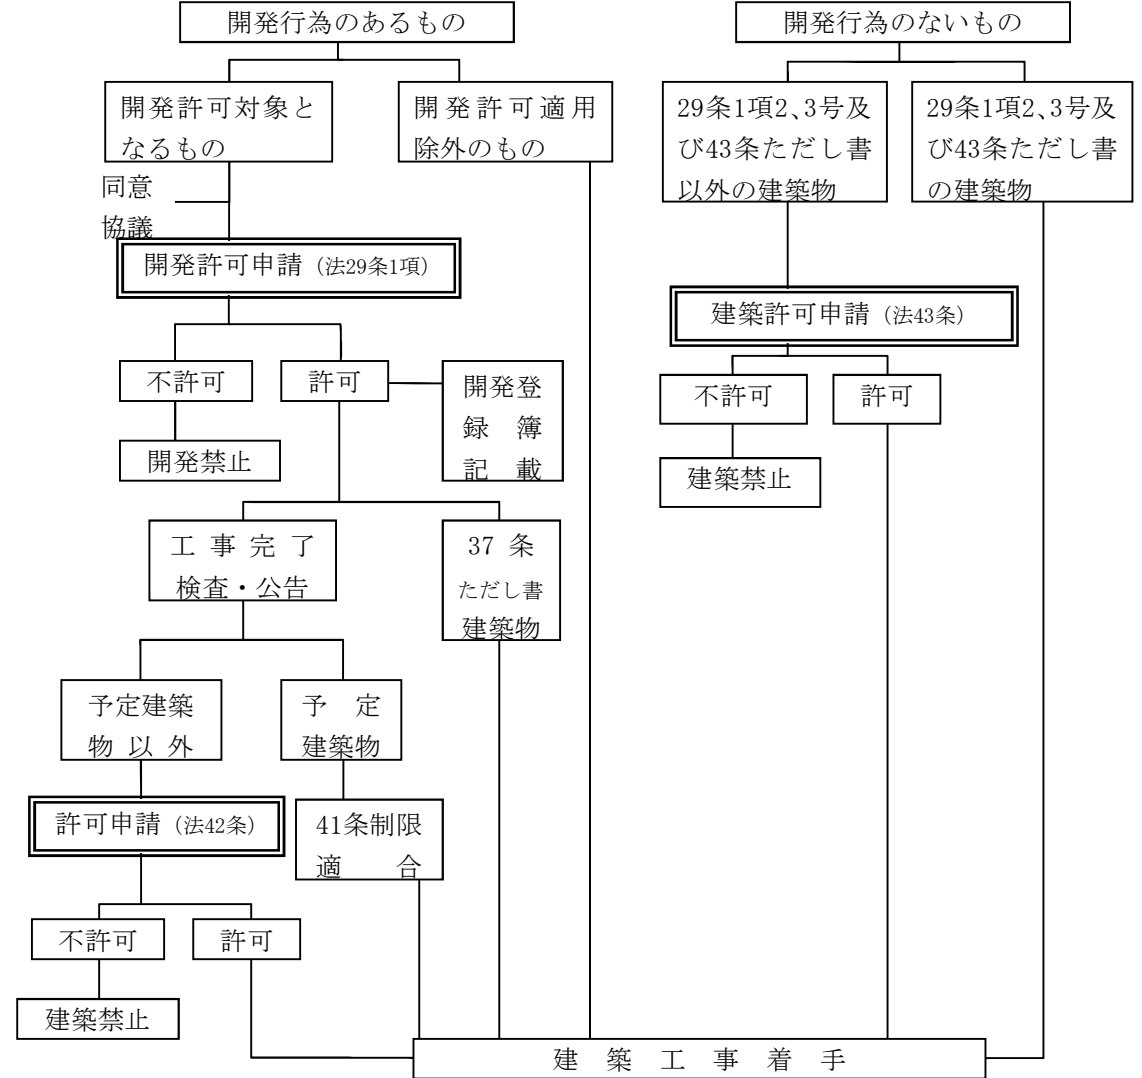 開発行為のあるもの
開発行為のないもの
開発許可対象と
なるもの
開発許可適用
除外のもの
29条1項2、3号及
び43条ただし書
以外の建築物
29条1項2、3号及
び43条ただし書
の建築物
同意
協議
開発許可申請（法29条1項）
建築許可申請（法43条）
不許可
許可
開発登
録簿
記載
不許可
許可
開発禁止
建築禁止
工事完了
検査・公告
37条
ただし書
建築物
予定建築
物以外
予定
建築物
許可申請（法42条）
41条制限
適合
不許可
許可
建築禁止
建築工事着手